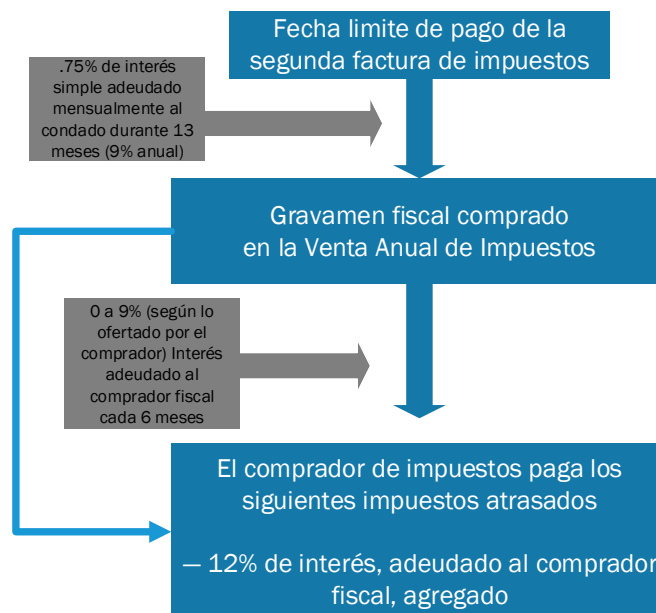 Fecha limite de pago de la
segunda factura de impuestos
.75% de interés
simple adeudado
mensualmente al
condado durante 13
meses (9% anual)
Gravamen fiscal comprado
en la Venta Anual de Impuestos
0 a 9% (según lo
ofertado por el
comprador) Interés
adeudado al
comprador fiscal
cada 6 meses
El comprador de impuestos paga los
siguientes impuestos atrasados
— 12% de interés, adeudado al comprador
fiscal, agregado